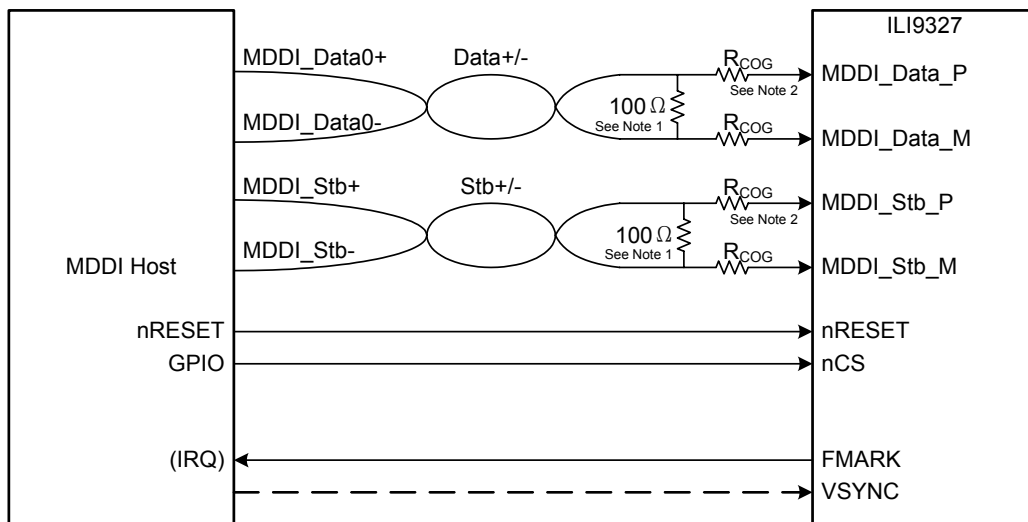 ILI9327
MDDI_Data0+
Data+/-
R_COG
See Note 2
MDDI_Data_P
100 Ω
See Note 1
MDDI_Data0-
R_COG
MDDI_Data_M
MDDI_Stb+
Stb+/-
R_COG
See Note 2
MDDI_Stb_P
100 Ω
See Note 1
MDDI_Stb-
R_COG
MDDI_Stb_M
MDDI Host
nRESET
nRESET
GPIO
nCS
(IRQ)
FMARK
VSYNC